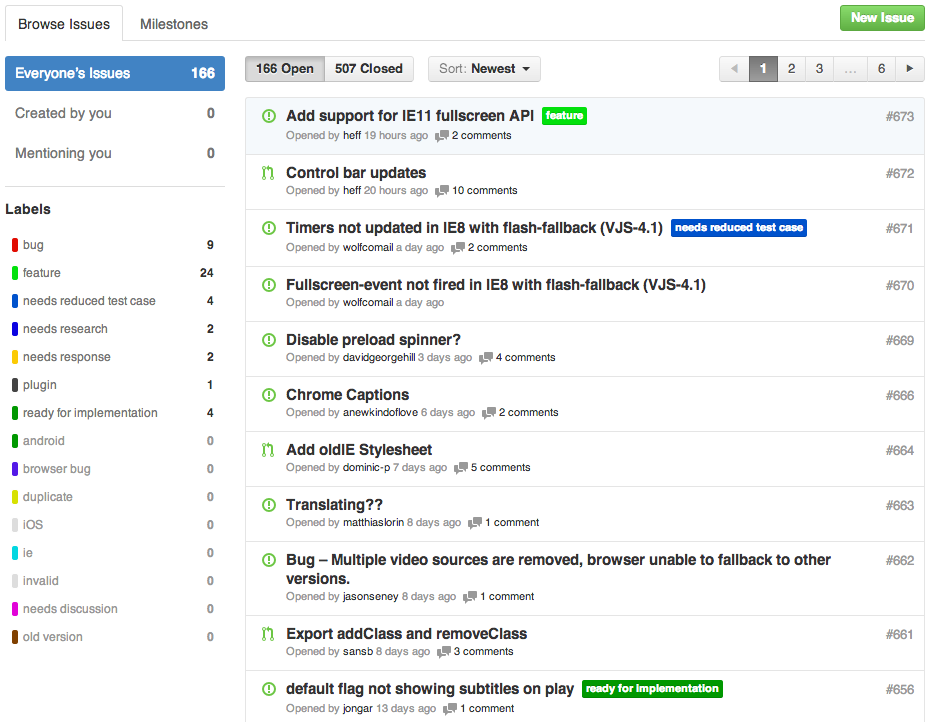 Browse Issues
Milestones
New Issue
Everyone's Issues 166
Created by you 0
Mentioning you 0
Labels
bug 9
feature 24
needs reduced test case 4
needs research 2
needs response 2
plugin 1
ready for implementation 4
android 0
browser bug 0
duplicate 0
iOS 0
ie 0
invalid 0
needs discussion 0
old version 0
166 Open 507 Closed Sort: Newest 1 2 3 ... 6
Add support for IE11 fullscreen API feature #673
Opened by heff 19 hours ago 2 comments
Control bar updates #672
Opened by heff 20 hours ago 10 comments
Timers not updated in IE8 with flash-fallback (VJS-4.1) needs reduced test case #671
Opened by wolfcomail a day ago 2 comments
Fullscreen-event not fired in IE8 with flash-fallback (VJS-4.1) #670
Opened by wolfcomail a day ago
Disable preload spinner? #669
Opened by davidgeorgehill 3 days ago 4 comments
Chrome Captions #666
Opened by anewkindoflove 6 days ago 2 comments
Add oldIE Stylesheet #664
Opened by dominic-p 7 days ago 5 comments
Translating?? #663
Opened by matthiaslorin 8 days ago 1 comment
Bug – Multiple video sources are removed, browser unable to fallback to other #662
versions.
Opened by jasonseney 8 days ago 1 comment
Export addClass and removeClass #661
Opened by sansb 8 days ago 3 comments
default flag not showing subtitles on play ready for implementation #656
Opened by jongar 13 days ago 1 comment